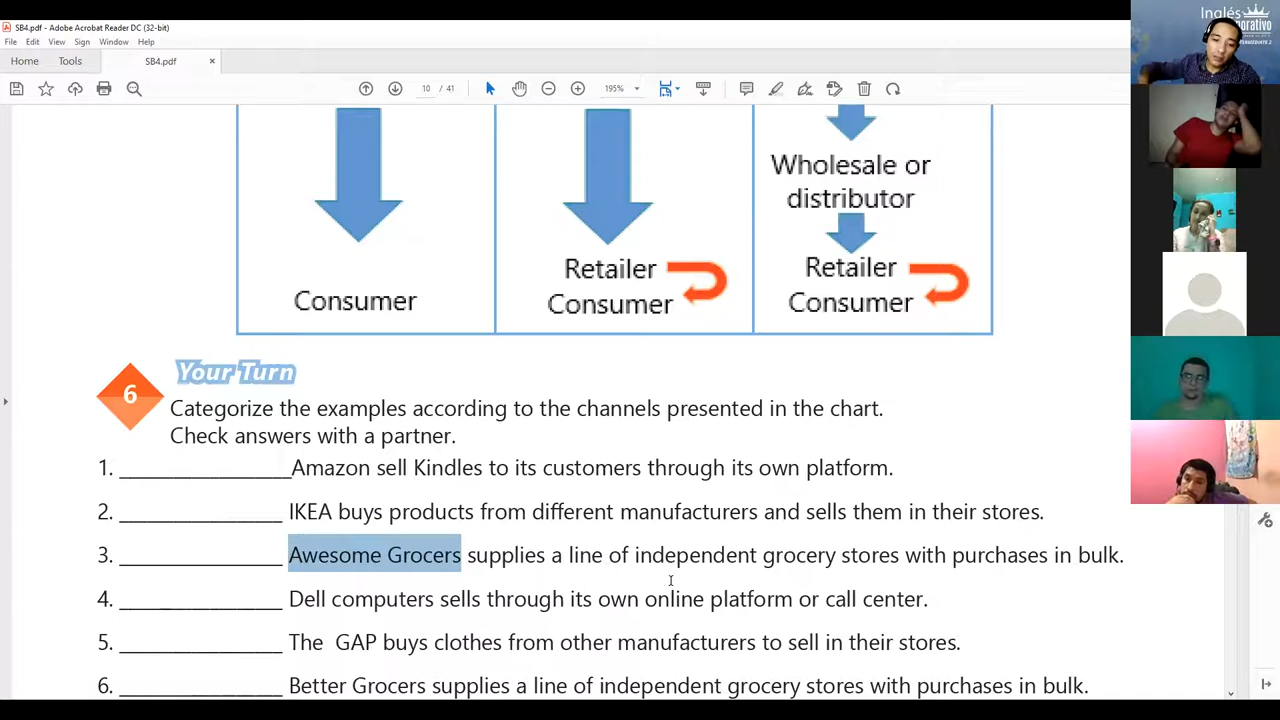 SB4.pdf - Adobe Acrobat Reader DC (32-bit)
File Edit View Sign Window Help
Home Tools SB4.pdf ×
10 / 41 195%
Wholesale or
distributor
Consumer
Retailer
Consumer
Retailer
Consumer
6 Your Turn
Categorize the examples according to the channels presented in the chart.
Check answers with a partner.
1. ______________Amazon sell Kindles to its customers through its own platform.
2. ______________ IKEA buys products from different manufacturers and sells them in their stores.
3. ______________ Awesome Grocers supplies a line of independent grocery stores with purchases in bulk.
4. ______________ Dell computers sells through its own online platform or call center.
5. ______________ The GAP buys clothes from other manufacturers to sell in their stores.
6. ______________ Better Grocers supplies a line of independent grocery stores with purchases in bulk.
Inglés